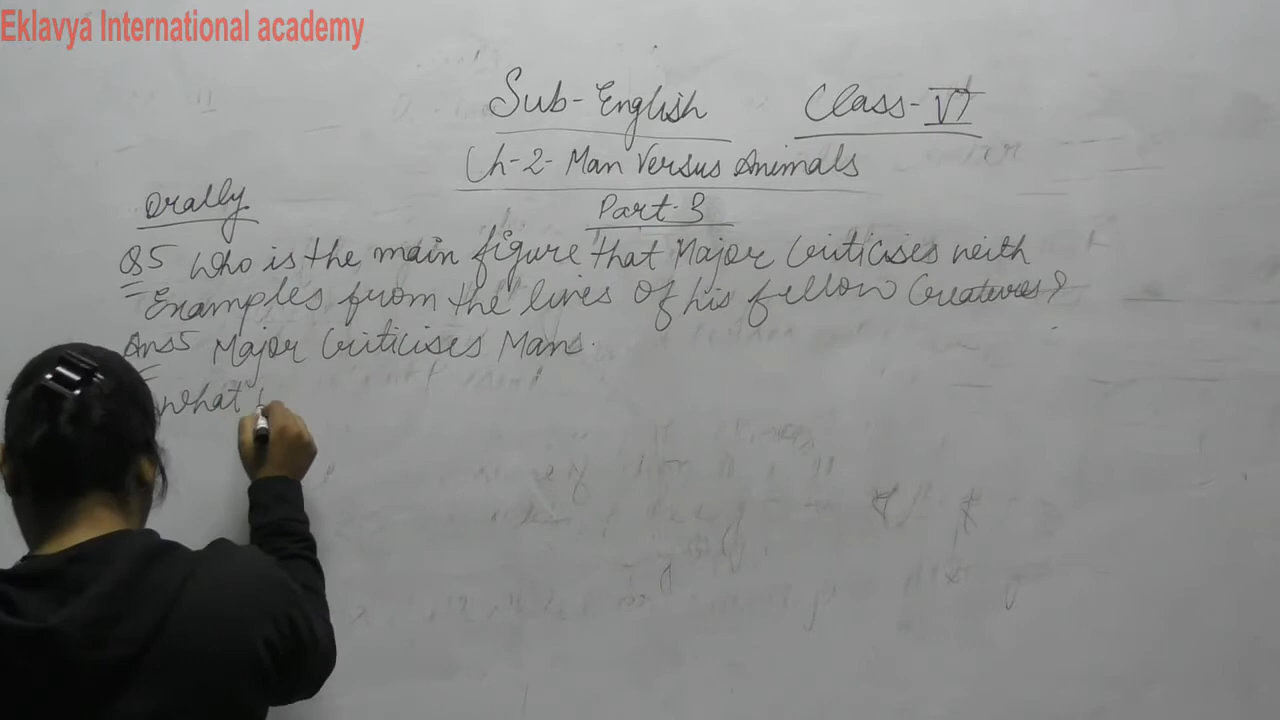 Eklavya International academy
Sub-English Class-VI
Ch-2-Man Versus Animals
Part-3
Orally
Q5 Who is the main figure that Major Criticises with
Examples from the lives of his fellow Creatures?
Ans5 Major Criticises Mans.
what